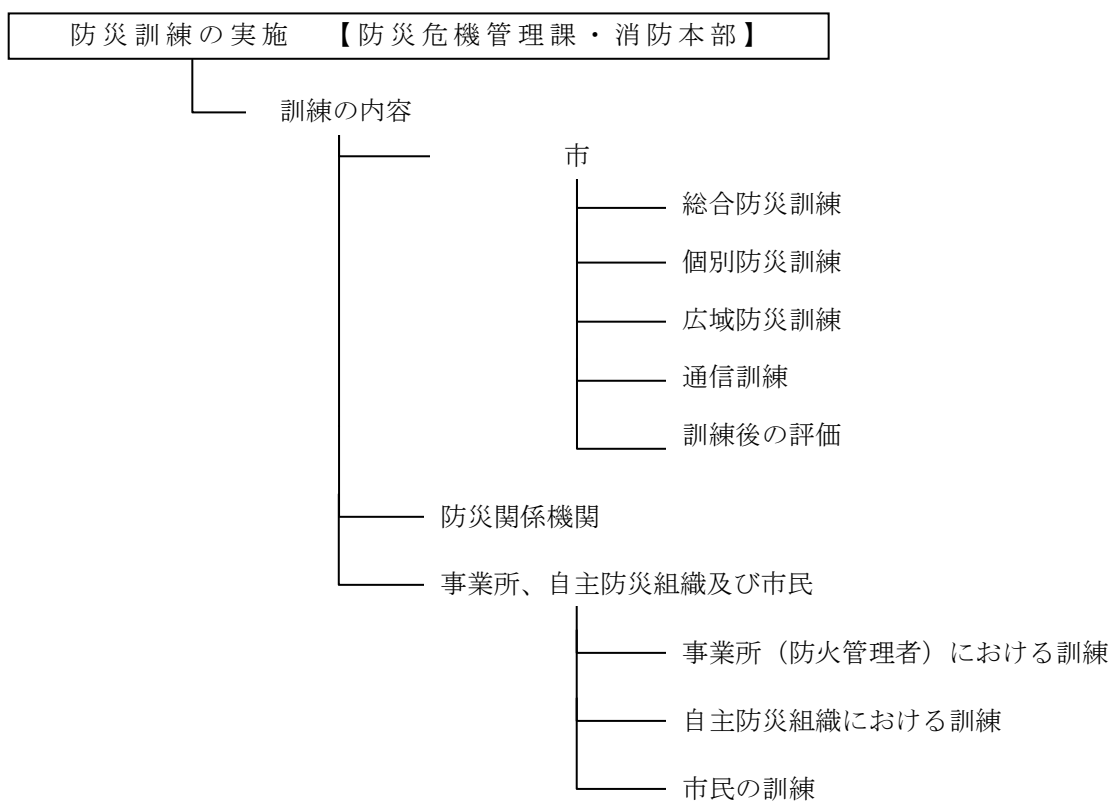 防災訓練の実施 【防災危機管理課・消防本部】
訓練の内容
市
総合防災訓練
個別防災訓練
広域防災訓練
通信訓練
訓練後の評価
防災関係機関
事業所、自主防災組織及び市民
事業所（防火管理者）における訓練
自主防災組織における訓練
市民の訓練